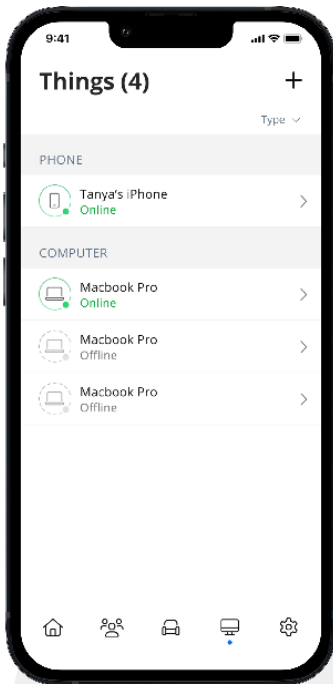 9:41
Things (4)
Type
PHONE
Tanya's iPhone
Online
COMPUTER
Macbook Pro
Online
Macbook Pro
Offline
Macbook Pro
Offline